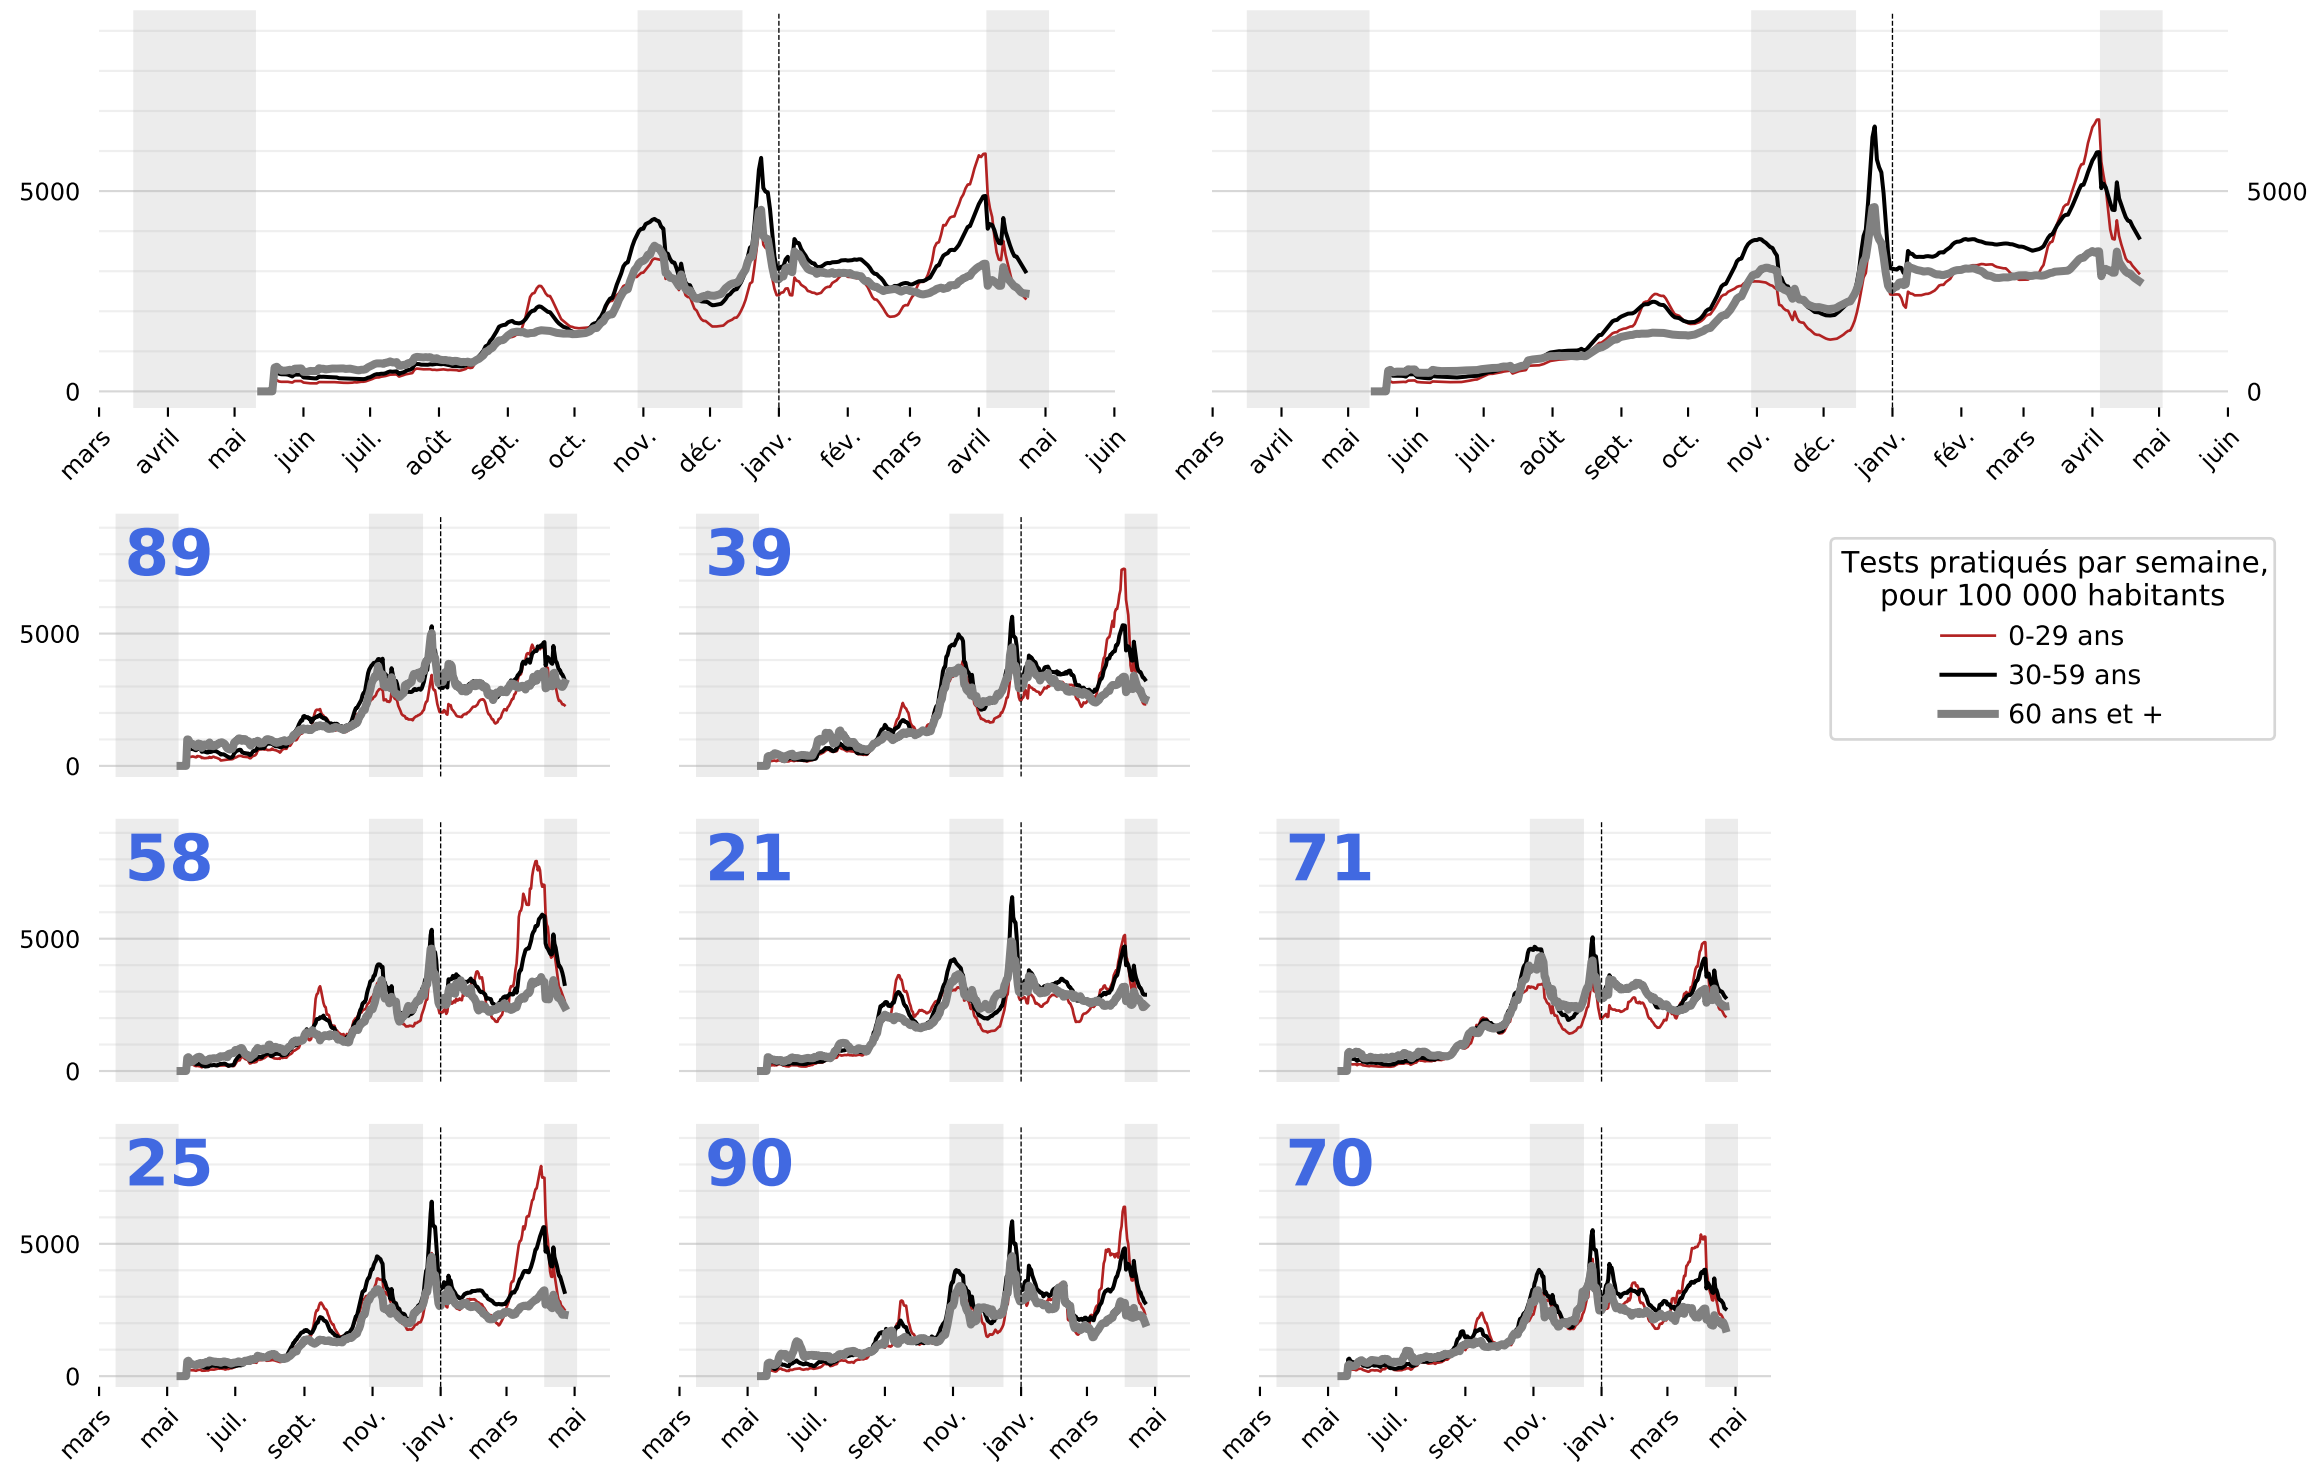 5000
0
mars avril mai juin juil. août sept. oct. nov. déc. janv. fév. mars avril mai juin
5000
0
mars avril mai juin juil. août sept. oct. nov. déc. janv. fév. mars avril mai juin
89
5000
0
39
Tests pratiqués par semaine,
pour 100 000 habitants
0-29 ans
30-59 ans
60 ans et +
58
5000
0
21
71
25
5000
0
90
70
mars mai juil. sept. nov. janv. mars mai
mars mai juil. sept. nov. janv. mars mai
mars mai juil. sept. nov. janv. mars mai